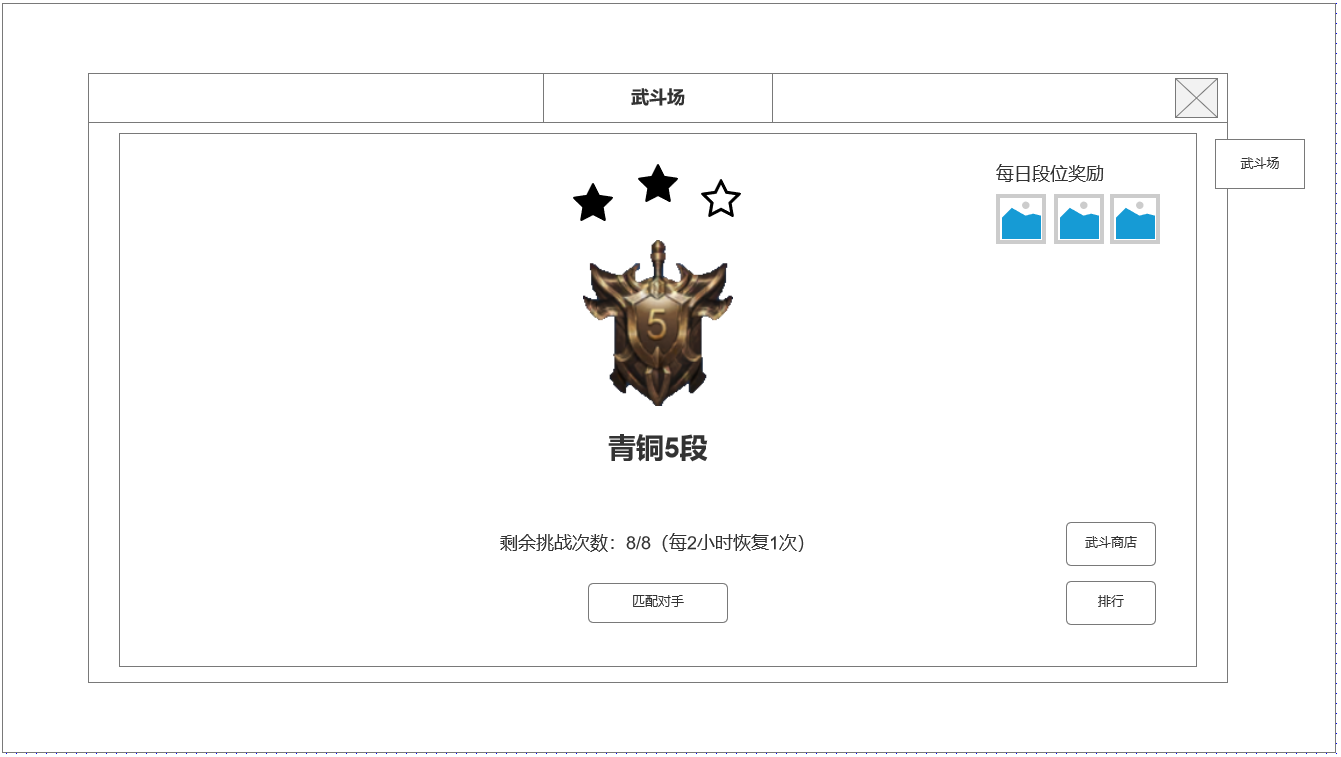 武斗场
武斗场
每日段位奖励
5
青铜5段
剩余挑战次数：8/8（每2小时恢复1次）
武斗商店
匹配对手
排行